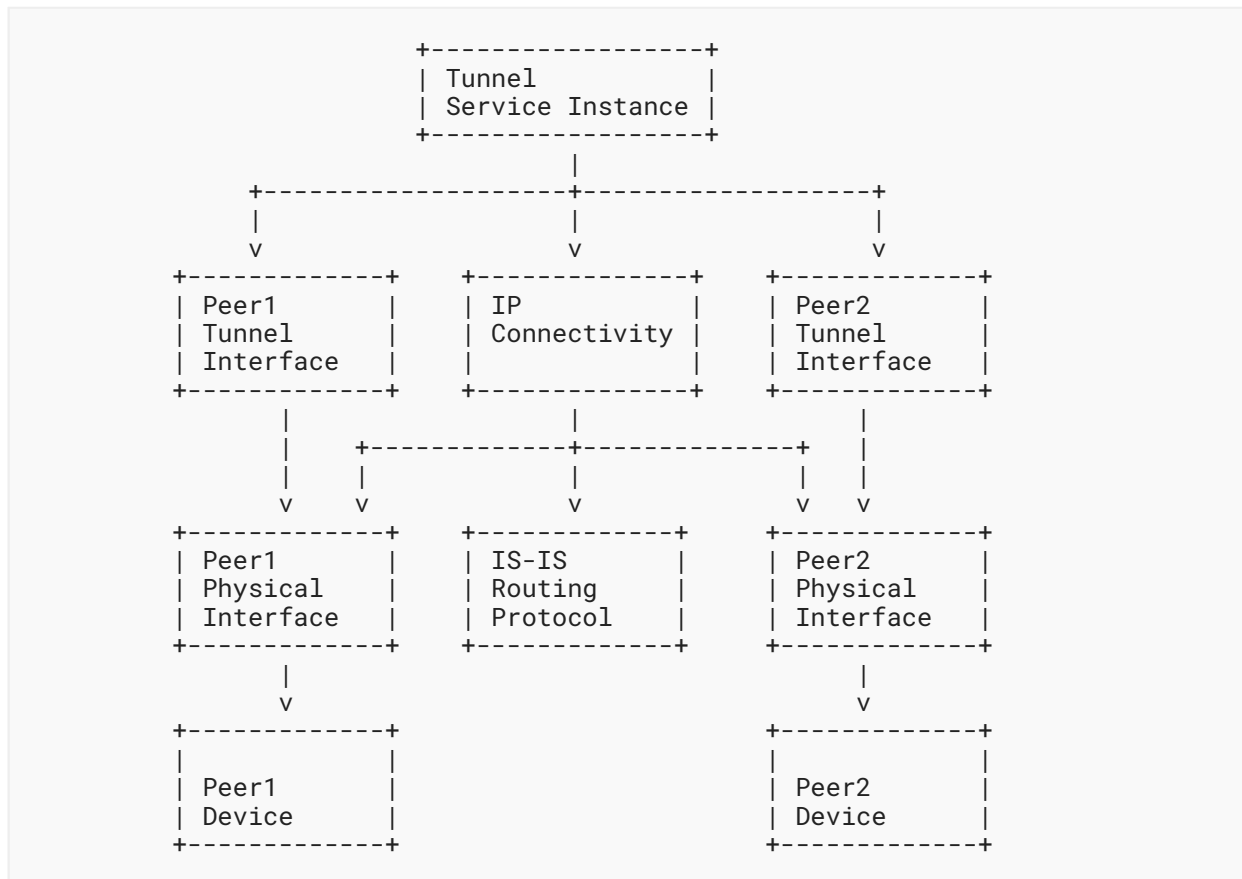 Tunnel
Service Instance
Peer1
Tunnel
Interface
IP
Connectivity
Peer2
Tunnel
Interface
Peer1
Physical
Interface
IS-IS
Routing
Protocol
Peer2
Physical
Interface
Peer1
Device
Peer2
Device